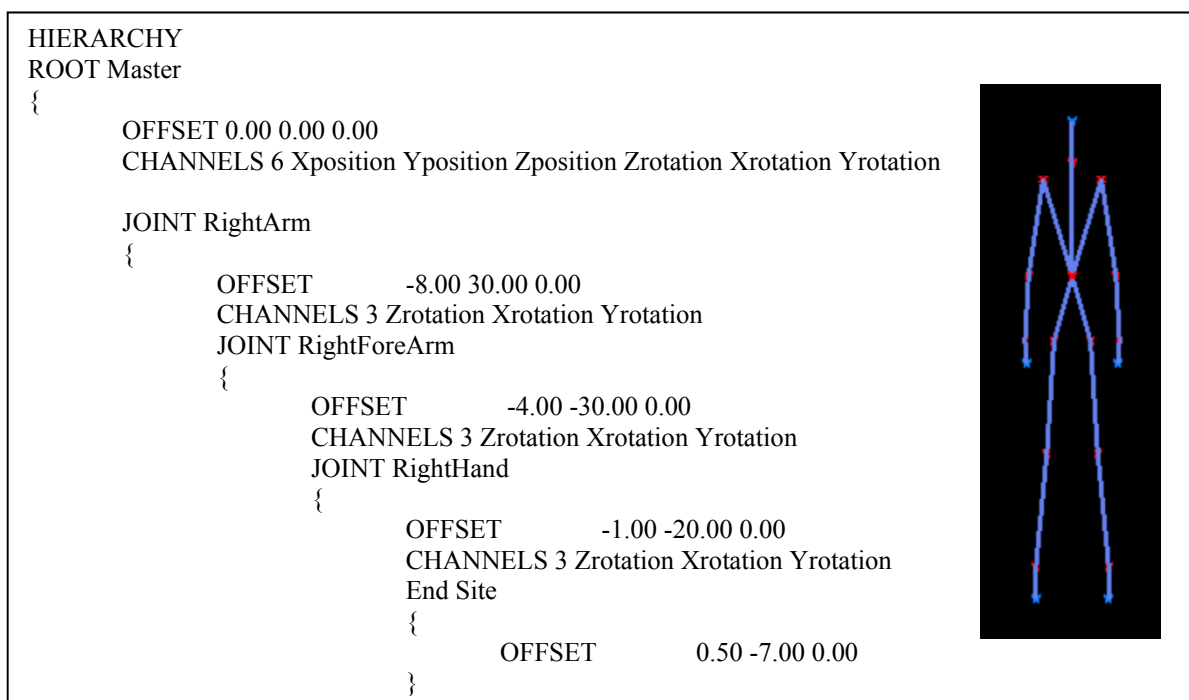 HIERARCHY
ROOT Master
{
OFFSET 0.00 0.00 0.00
CHANNELS 6 Xposition Yposition Zposition Zrotation Xrotation Yrotation
JOINT RightArm
{
OFFSET -8.00 30.00 0.00
CHANNELS 3 Zrotation Xrotation Yrotation
JOINT RightForeArm
{
OFFSET -4.00 -30.00 0.00
CHANNELS 3 Zrotation Xrotation Yrotation
JOINT RightHand
{
OFFSET -1.00 -20.00 0.00
CHANNELS 3 Zrotation Xrotation Yrotation
End Site
{
OFFSET 0.50 -7.00 0.00
}